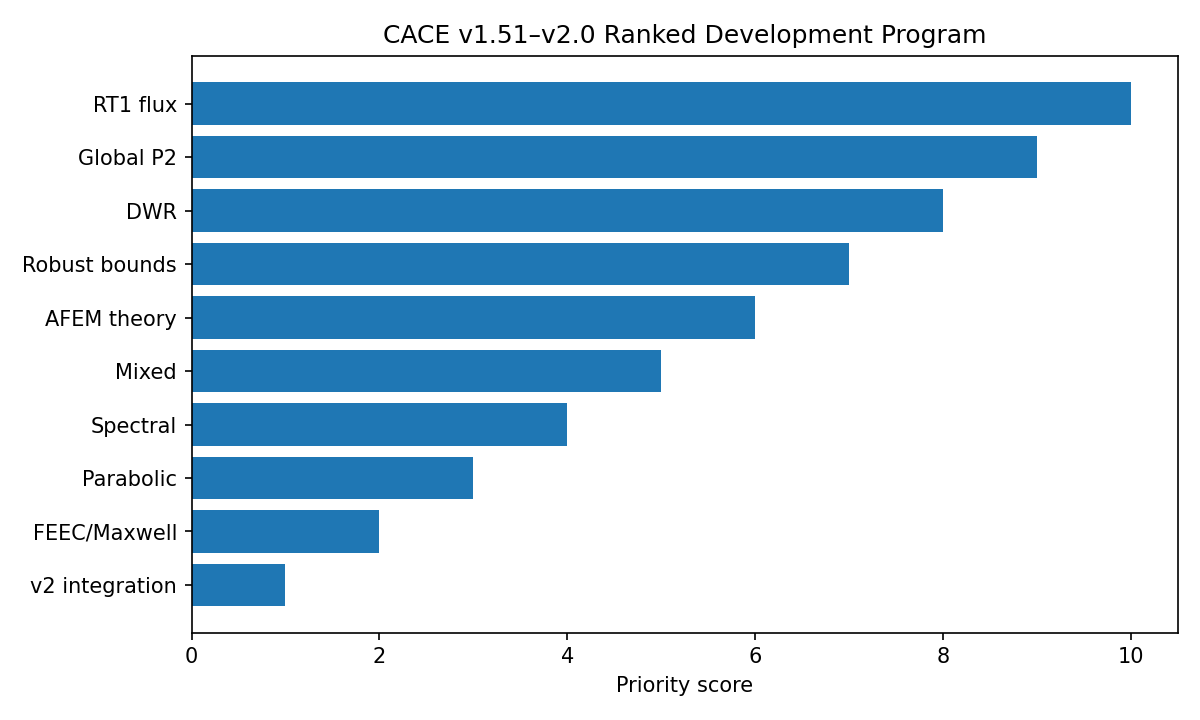 CACE v1.51–v2.0 Ranked Development Program
RT1 flux
Global P2
DWR
Robust bounds
AFEM theory
Mixed
Spectral
Parabolic
FEEC/Maxwell
v2 integration
0 2 4 6 8 10
Priority score